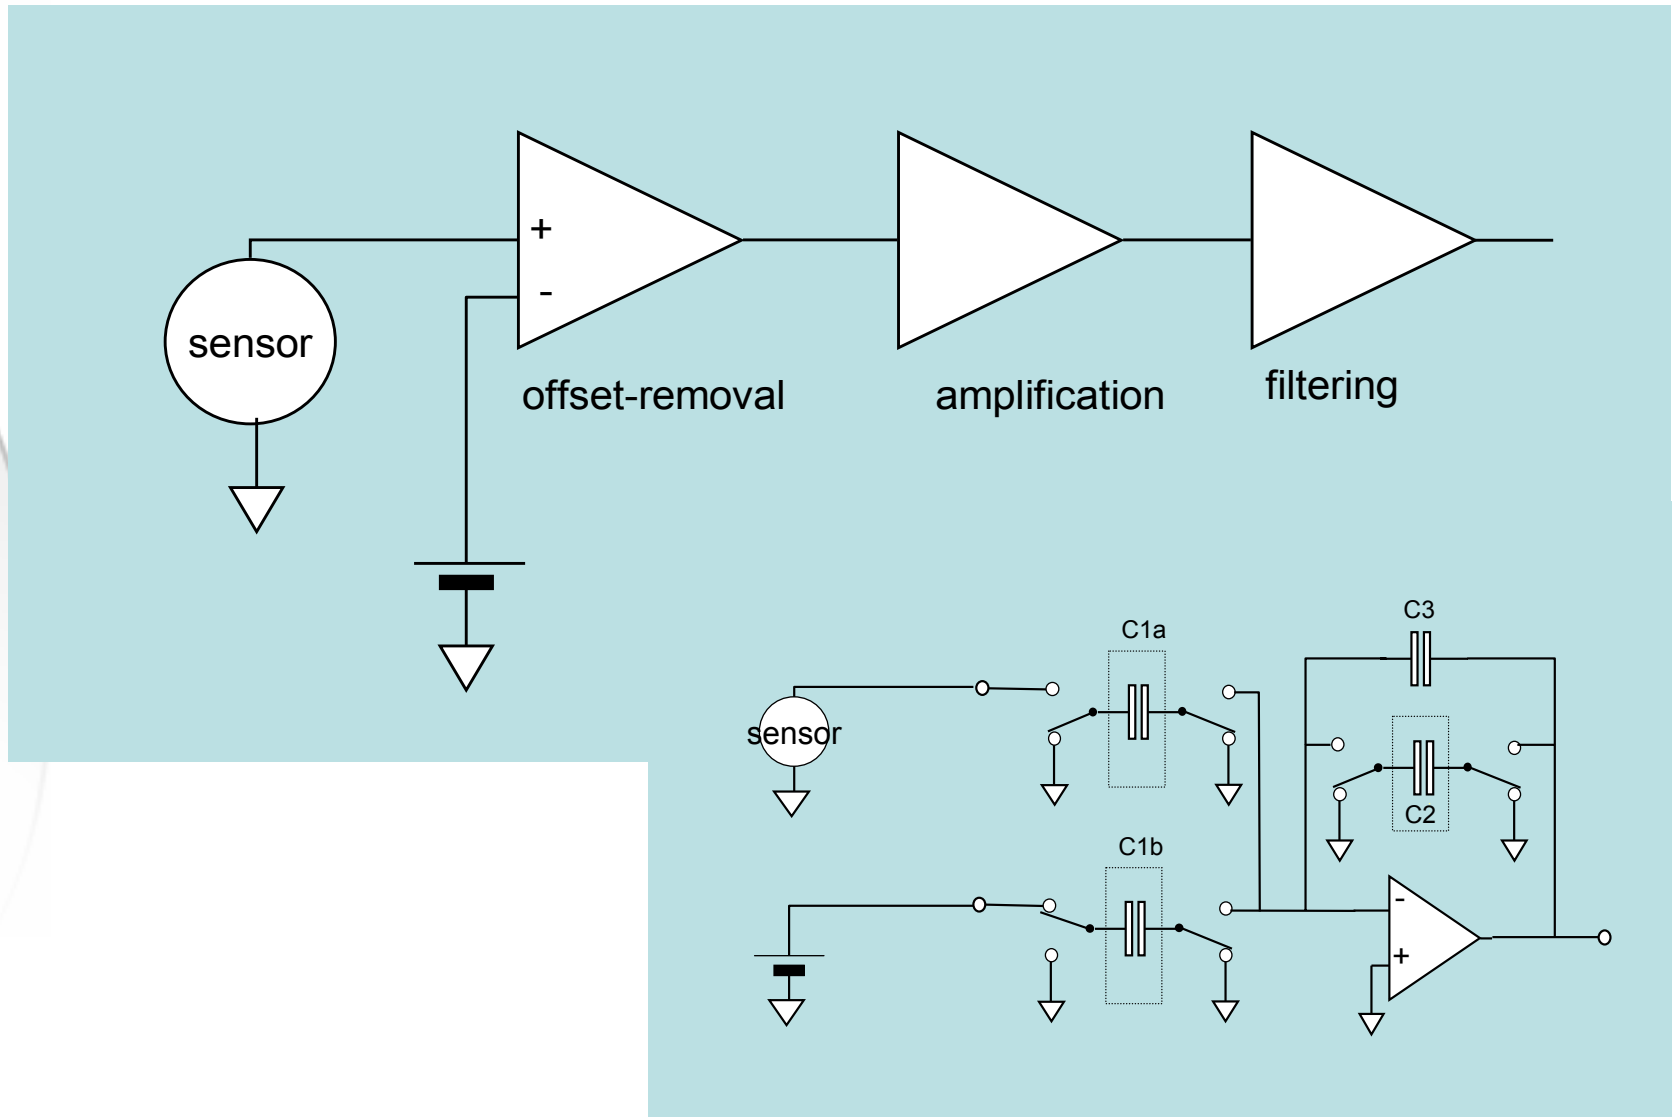 +
-
sensor
offset-removal
amplification
filtering
C3
C1a
sensor
C2
C1b
-
+